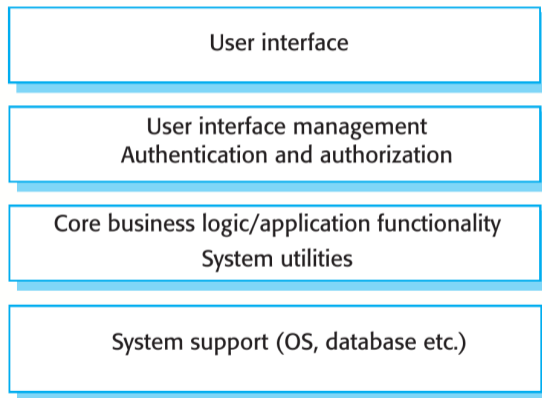 User interface
User interface management
Authentication and authorization
Core business logic/application functionality
System utilities
System support (OS, database etc.)